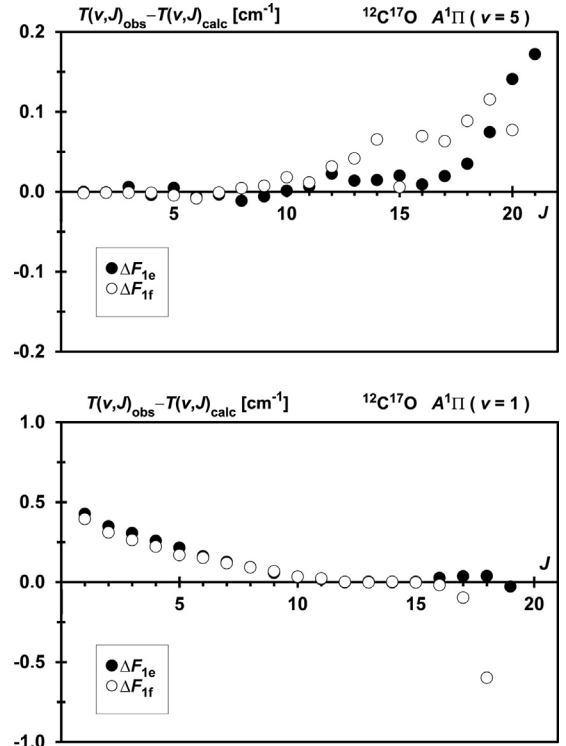 T(v,J)obs–T(v,J)calc [cm-1] 12C17O A1Π ( v = 5 )
0.2
0.1
0.0
5 10 15 20 J
-0.1
-0.2
ΔF1e
ΔF1f
T(v,J)obs–T(v,J)calc [cm-1] 12C17O A1Π ( v = 1 )
1.0
0.5
0.0
5 10 15 20 J
-0.5
-1.0
ΔF1e
ΔF1f